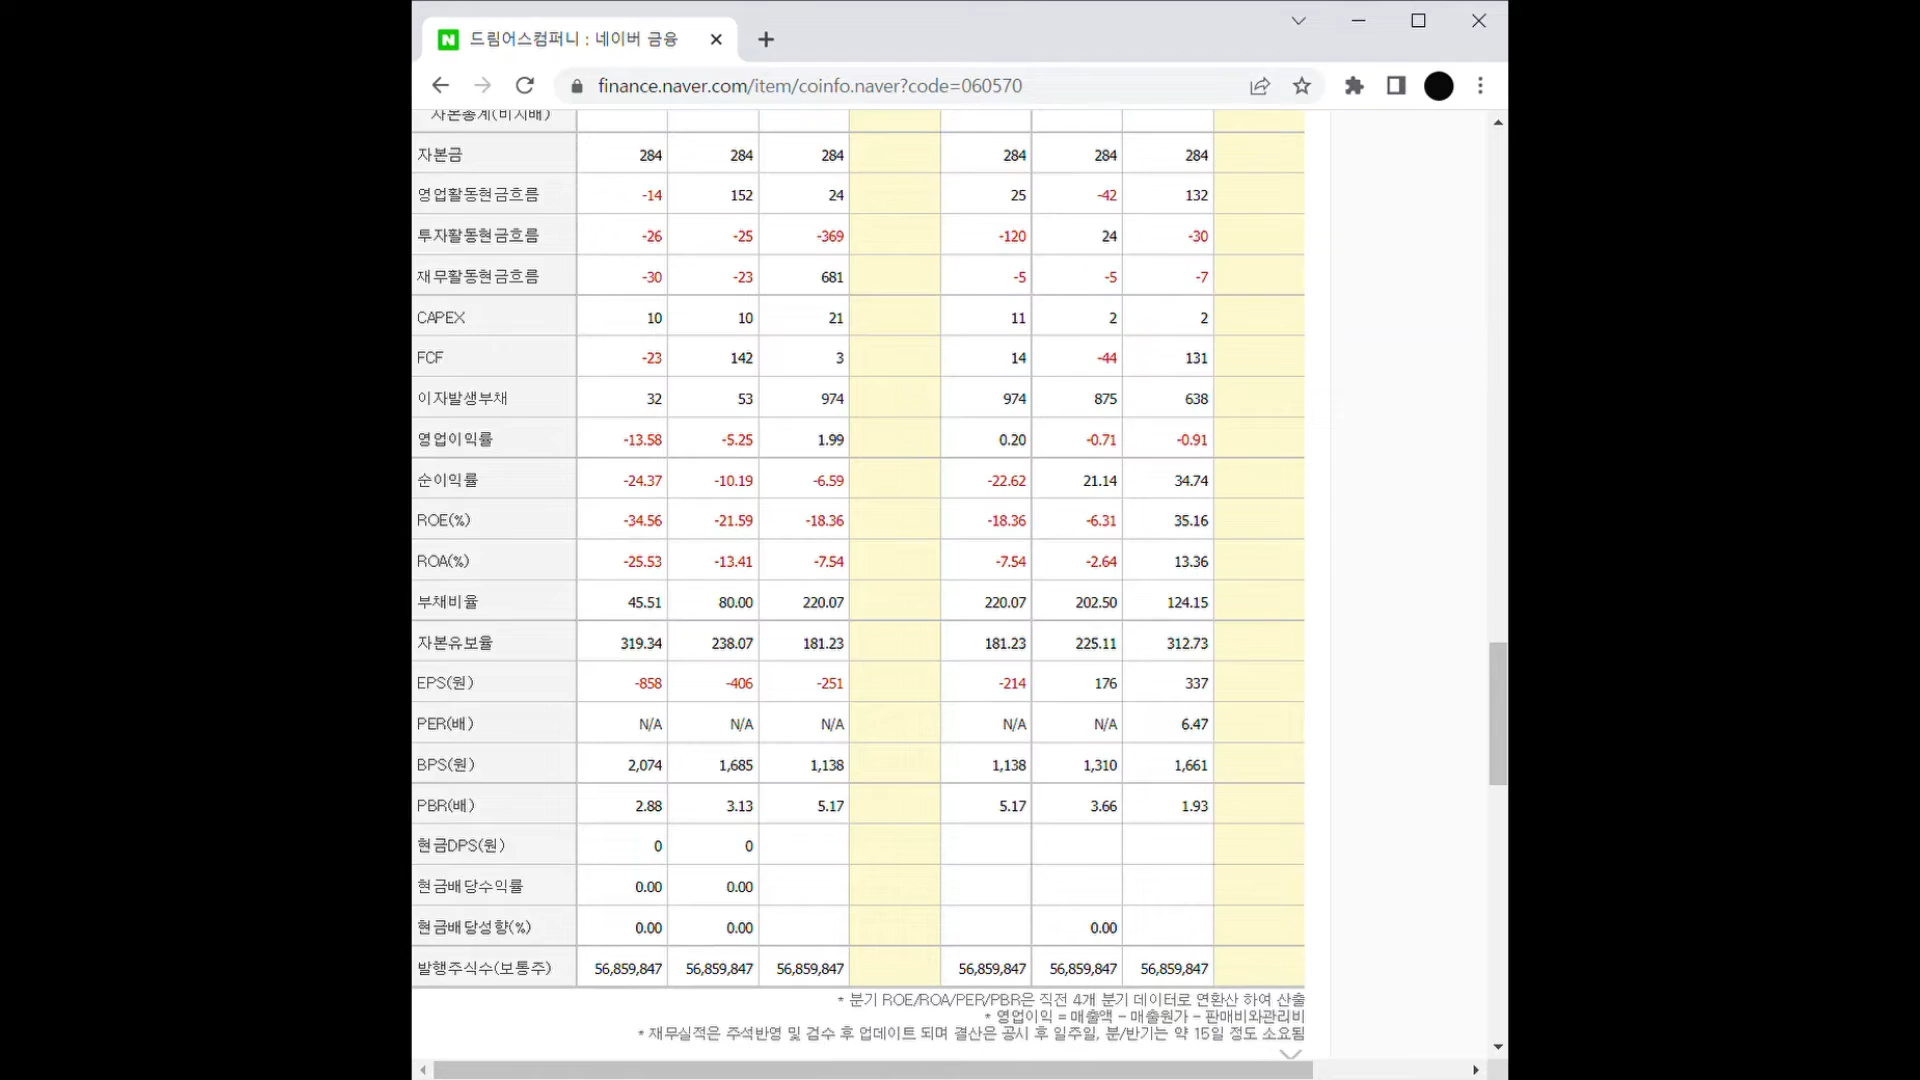 드림어스컴퍼니 : 네이버 금융
finance.naver.com/item/coinfo.naver?code=060570
자본총계(비지배)
자본금 284 284 284 284 284 284
영업활동현금흐름 -14 152 24 25 -42 132
투자활동현금흐름 -26 -25 -369 -120 24 -30
재무활동현금흐름 -30 -23 681 -5 -5 -7
CAPEX 10 10 21 11 2 2
FCF -23 142 3 14 -44 131
이자발생부채 32 53 974 974 875 638
영업이익률 -13.58 -5.25 1.99 0.20 -0.71 -0.91
순이익률 -24.37 -10.19 -6.59 -22.62 21.14 34.74
ROE(%) -34.56 -21.59 -18.36 -18.36 -6.31 35.16
ROA(%) -25.53 -13.41 -7.54 -7.54 -2.64 13.36
부채비율 45.51 80.00 220.07 220.07 202.50 124.15
자본유보율 319.34 238.07 181.23 181.23 225.11 312.73
EPS(원) -858 -406 -251 -214 176 337
PER(배) N/A N/A N/A N/A N/A 6.47
BPS(원) 2,074 1,685 1,138 1,138 1,310 1,661
PBR(배) 2.88 3.13 5.17 5.17 3.66 1.93
현금DPS(원) 0 0
현금배당수익률 0.00 0.00
현금배당성향(%) 0.00 0.00 0.00
발행주식수(보통주) 56,859,847 56,859,847 56,859,847 56,859,847 56,859,847 56,859,847
* 분기 ROE/ROA/PER/PBR은 직전 4개 분기 데이터로 연환산 하여 산출
* 영업이익 = 매출액 - 매출원가 - 판매비와관리비
* 재무실적은 주석반영 및 검수 후 업데이트 되며 결산은 공시 후 일주일, 분/반기는 약 15일 정도 소요됨